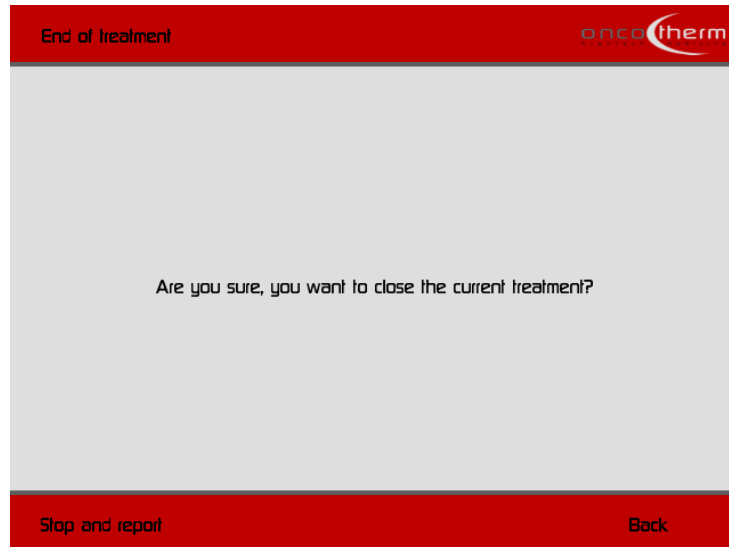 End of treatment
oncotherm
Are you sure, you want to close the current treatment?
Stop and report
Back